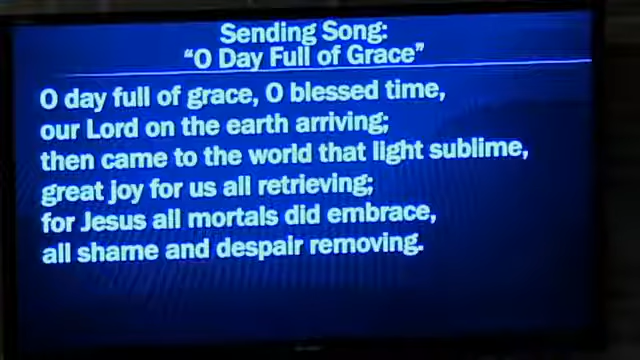 Sending Song:
“O Day Full of Grace”
O day full of grace, O blessed time,
our Lord on the earth arriving;
then came to the world that light sublime,
great joy for us all retrieving;
for Jesus all mortals did embrace,
all shame and despair removing.